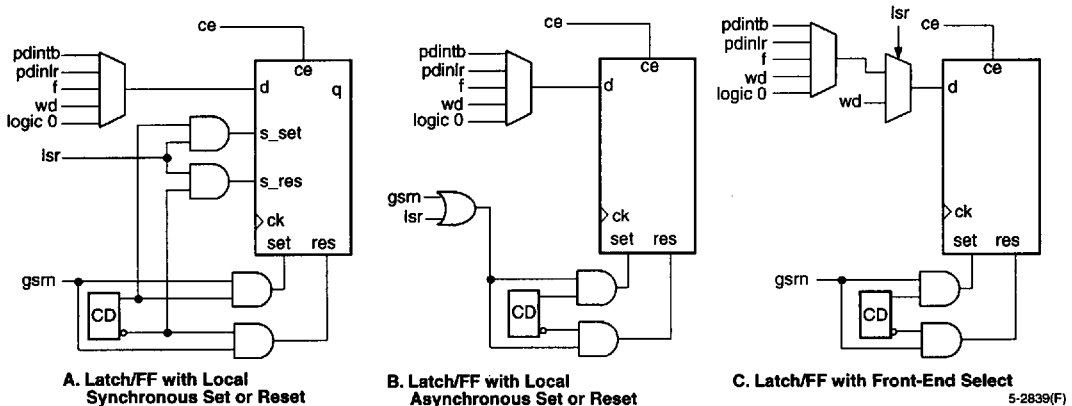 ce
pdintb
pdinlr
f
wd
logic 0
lsr
ce
d
q
s_set
s_res
ck
set res
gsrn
CD
A. Latch/FF with Local
Synchronous Set or Reset
ce
pdintb
pdinlr
f
wd
logic 0
ce
d
gsrn
lsr
ck
set res
CD
B. Latch/FF with Local
Asynchronous Set or Reset
lsr
ce
pdintb
pdinlr
f
wd
logic 0
wd
ce
d
ck
set res
gsrn
CD
C. Latch/FF with Front-End Select
5-2839(F)